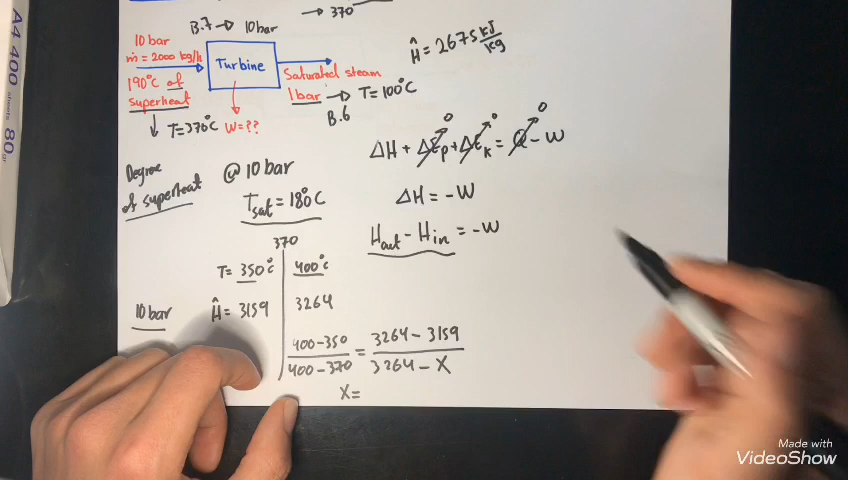 A4 400
sheets
80
→ 370
B.7 → 10 bar
Ĥ = 2675 kJ/kg
10 bar
ṁ = 2000 kg/h
Turbine
190°C of superheat
Saturated steam
1 bar → T = 100°C
B.6
↓ T = 370°C
W = ??
ΔH + ΔEp + ΔEk = Q - W
0 0 0
Degree of superheat
@ 10 bar
Tsat = 180°C
ΔH = -W
Hout - Hin = -W
370
T = 350°C 400°C
10 bar
Ĥ = 3159 3264
400-350 / 400-370 = 3264-3159 / 3264-X
X =
Made with
VideoShow